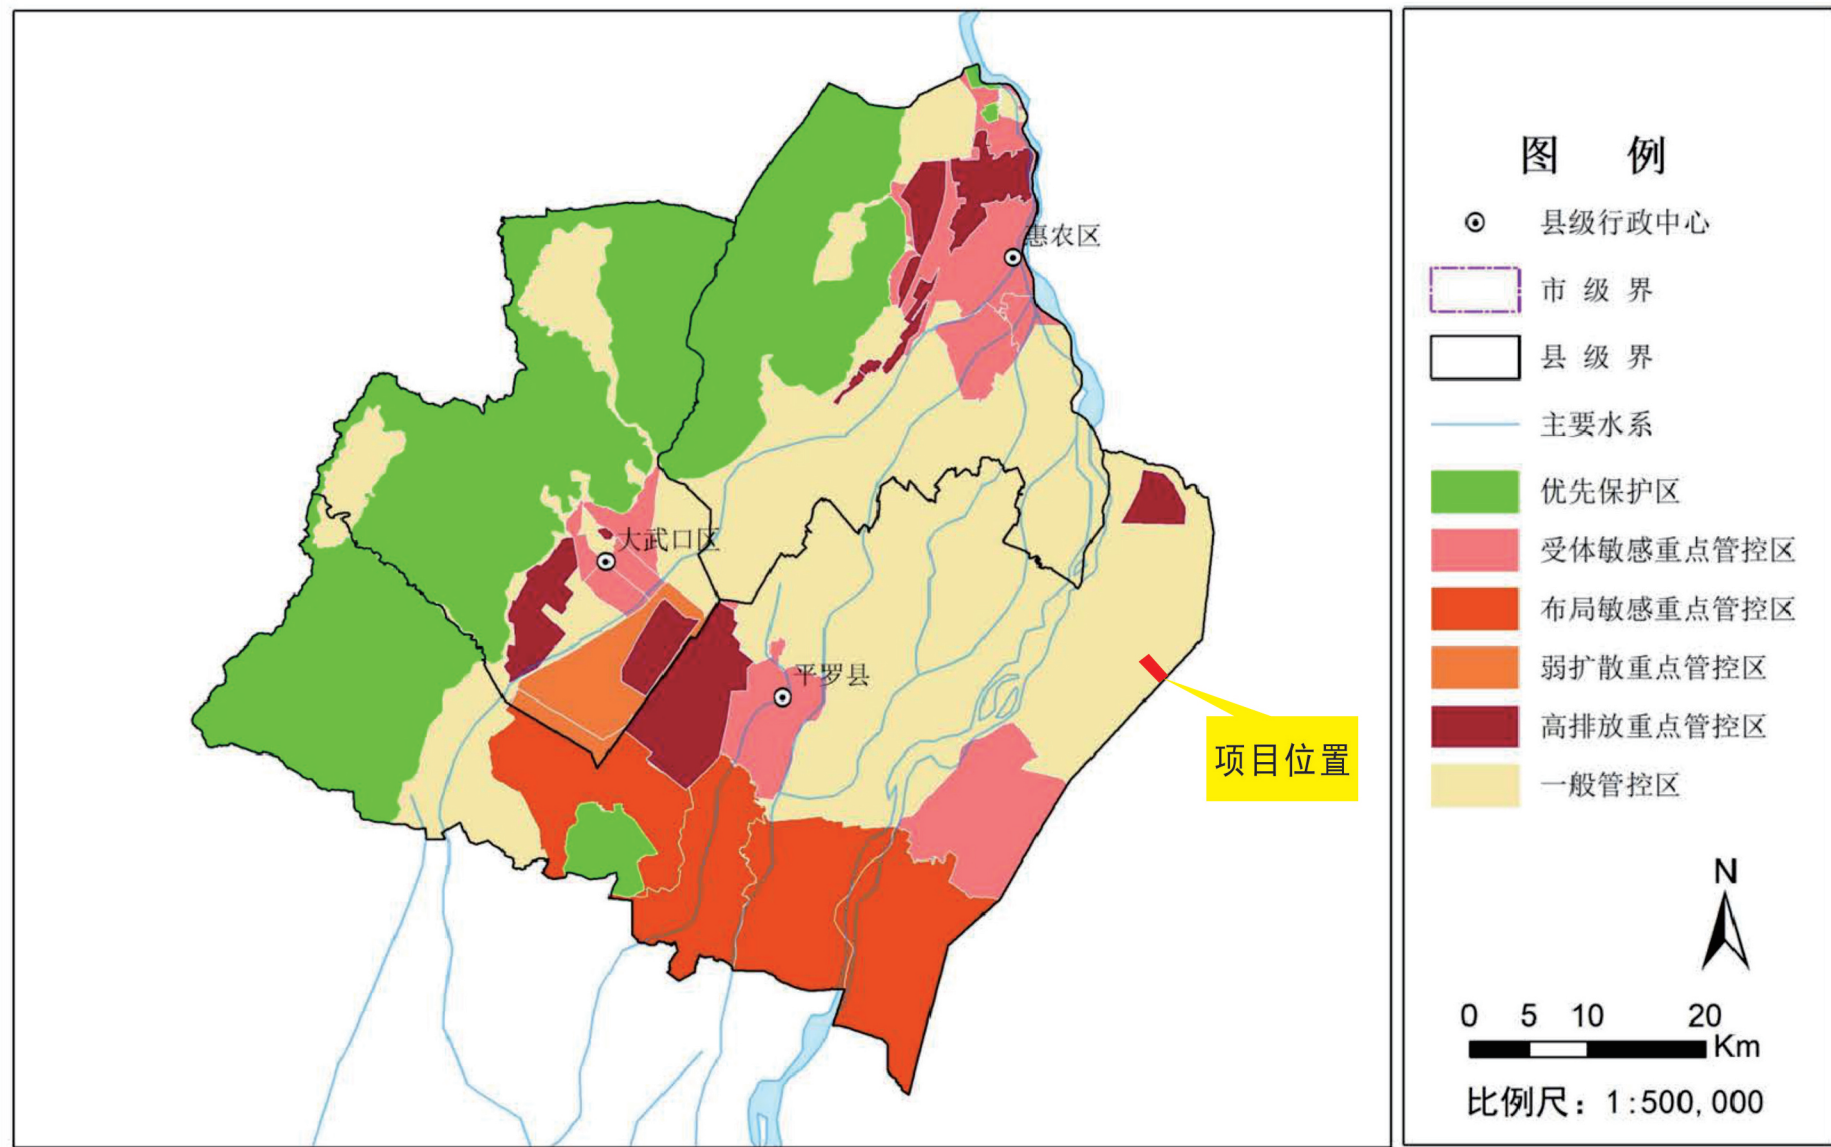 惠农区
大武口区
平罗县
项目位置
图 例
县级行政中心
市 级 界
县 级 界
主要水系
优先保护区
受体敏感重点管控区
布局敏感重点管控区
弱扩散重点管控区
高排放重点管控区
一般管控区
N
0 5 10 20
Km
比例尺：1:500,000